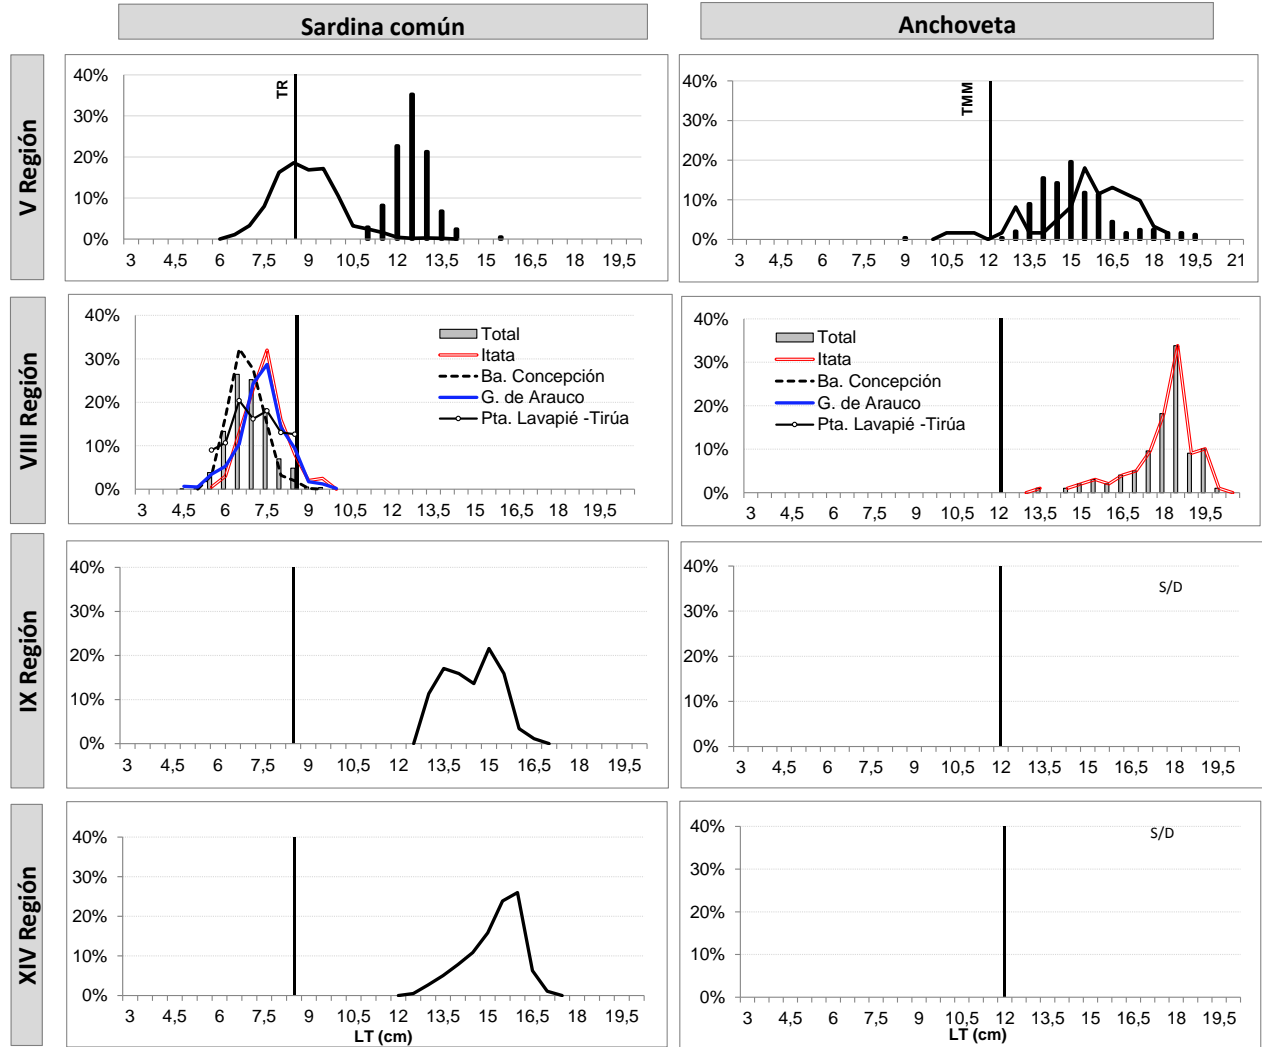 Sardina común
Anchoveta
V Región
40%
30%
20%
10%
0%
TR
3 4,5 6 7,5 9 10,5 12 13,5 15 16,5 18 19,5
40%
30%
20%
10%
0%
TMM
3 4,5 6 7,5 9 10,5 12 13,5 15 16,5 18 19,5 21
VIII Región
40%
30%
20%
10%
0%
Total
Itata
Ba. Concepción
G. de Arauco
Pta. Lavapié -Tirúa
4,5 6 7,5 9 10,5 12 13,5 15 16,5 18 19,5
40%
30%
20%
10%
0%
Total
Itata
Ba. Concepción
G. de Arauco
Pta. Lavapié -Tirúa
3 4,5 6 7,5 9 10,5 12 13,5 15 16,5 18 19,5
IX Región
40%
30%
20%
10%
0%
3 4,5 6 7,5 9 10,5 12 13,5 15 16,5 18 19,5
40%
30%
20%
10%
0%
S/D
3 4,5 6 7,5 9 10,5 12 13,5 15 16,5 18 19,5
XIV Región
40%
30%
20%
10%
0%
3 4,5 6 7,5 9 10,5 12 13,5 15 16,5 18 19,5
LT (cm)
40%
30%
20%
10%
0%
S/D
3 4,5 6 7,5 9 10,5 12 13,5 15 16,5 18 19,5
LT (cm)